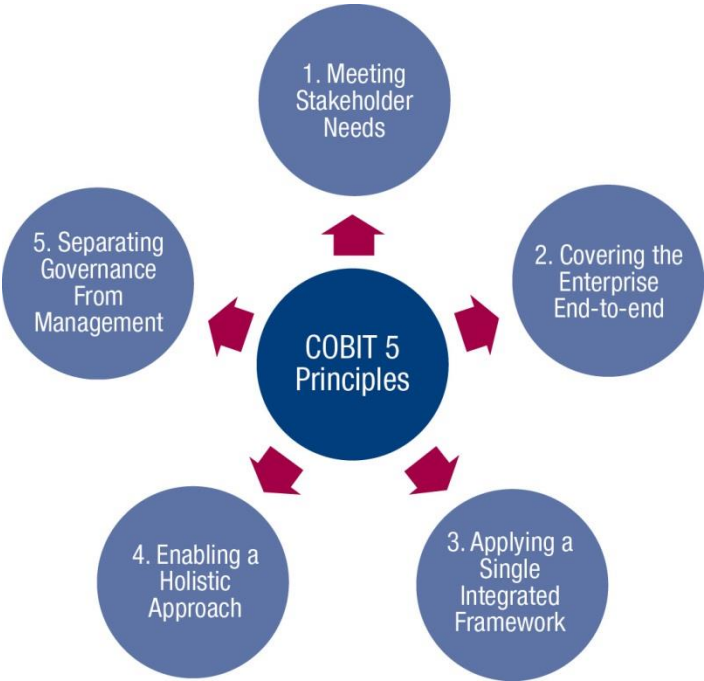 1. Meeting
Stakeholder
Needs
5. Separating
Governance
From
Management
2. Covering the
Enterprise
End-to-end
COBIT 5
Principles
4. Enabling a
Holistic
Approach
3. Applying a
Single
Integrated
Framework